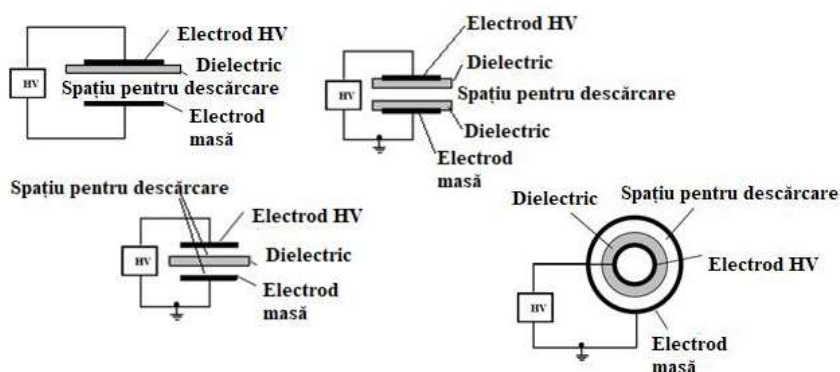 Electrod HV
Dielectric
HV
Spațiu pentru descărcare
Electrod
masă
Electrod HV
Dielectric
HV
Spațiu pentru descărcare
Dielectric
Electrod
masă
Spațiu pentru descărcare
Electrod HV
HV
Dielectric
Electrod
masă
Spațiu pentru descărcare
Dielectric
Electrod HV
HV
Electrod
masă